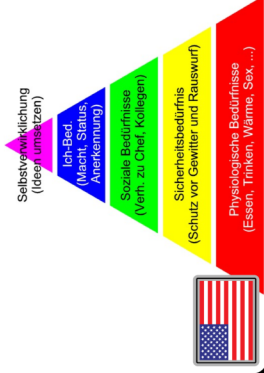 Selbstverwirklichung
(Ideen umsetzen)
Ich-Bed.
(Macht, Status,
Anerkennung)
Soziale Bedürfnisse
(Verh. zu Chef, Kollegen)
Sicherheitsbedürfnis
(Schutz vor Gewitter und Rauswurf)
Physiologische Bedürfnisse
(Essen, Trinken, Wärme, Sex, ...)